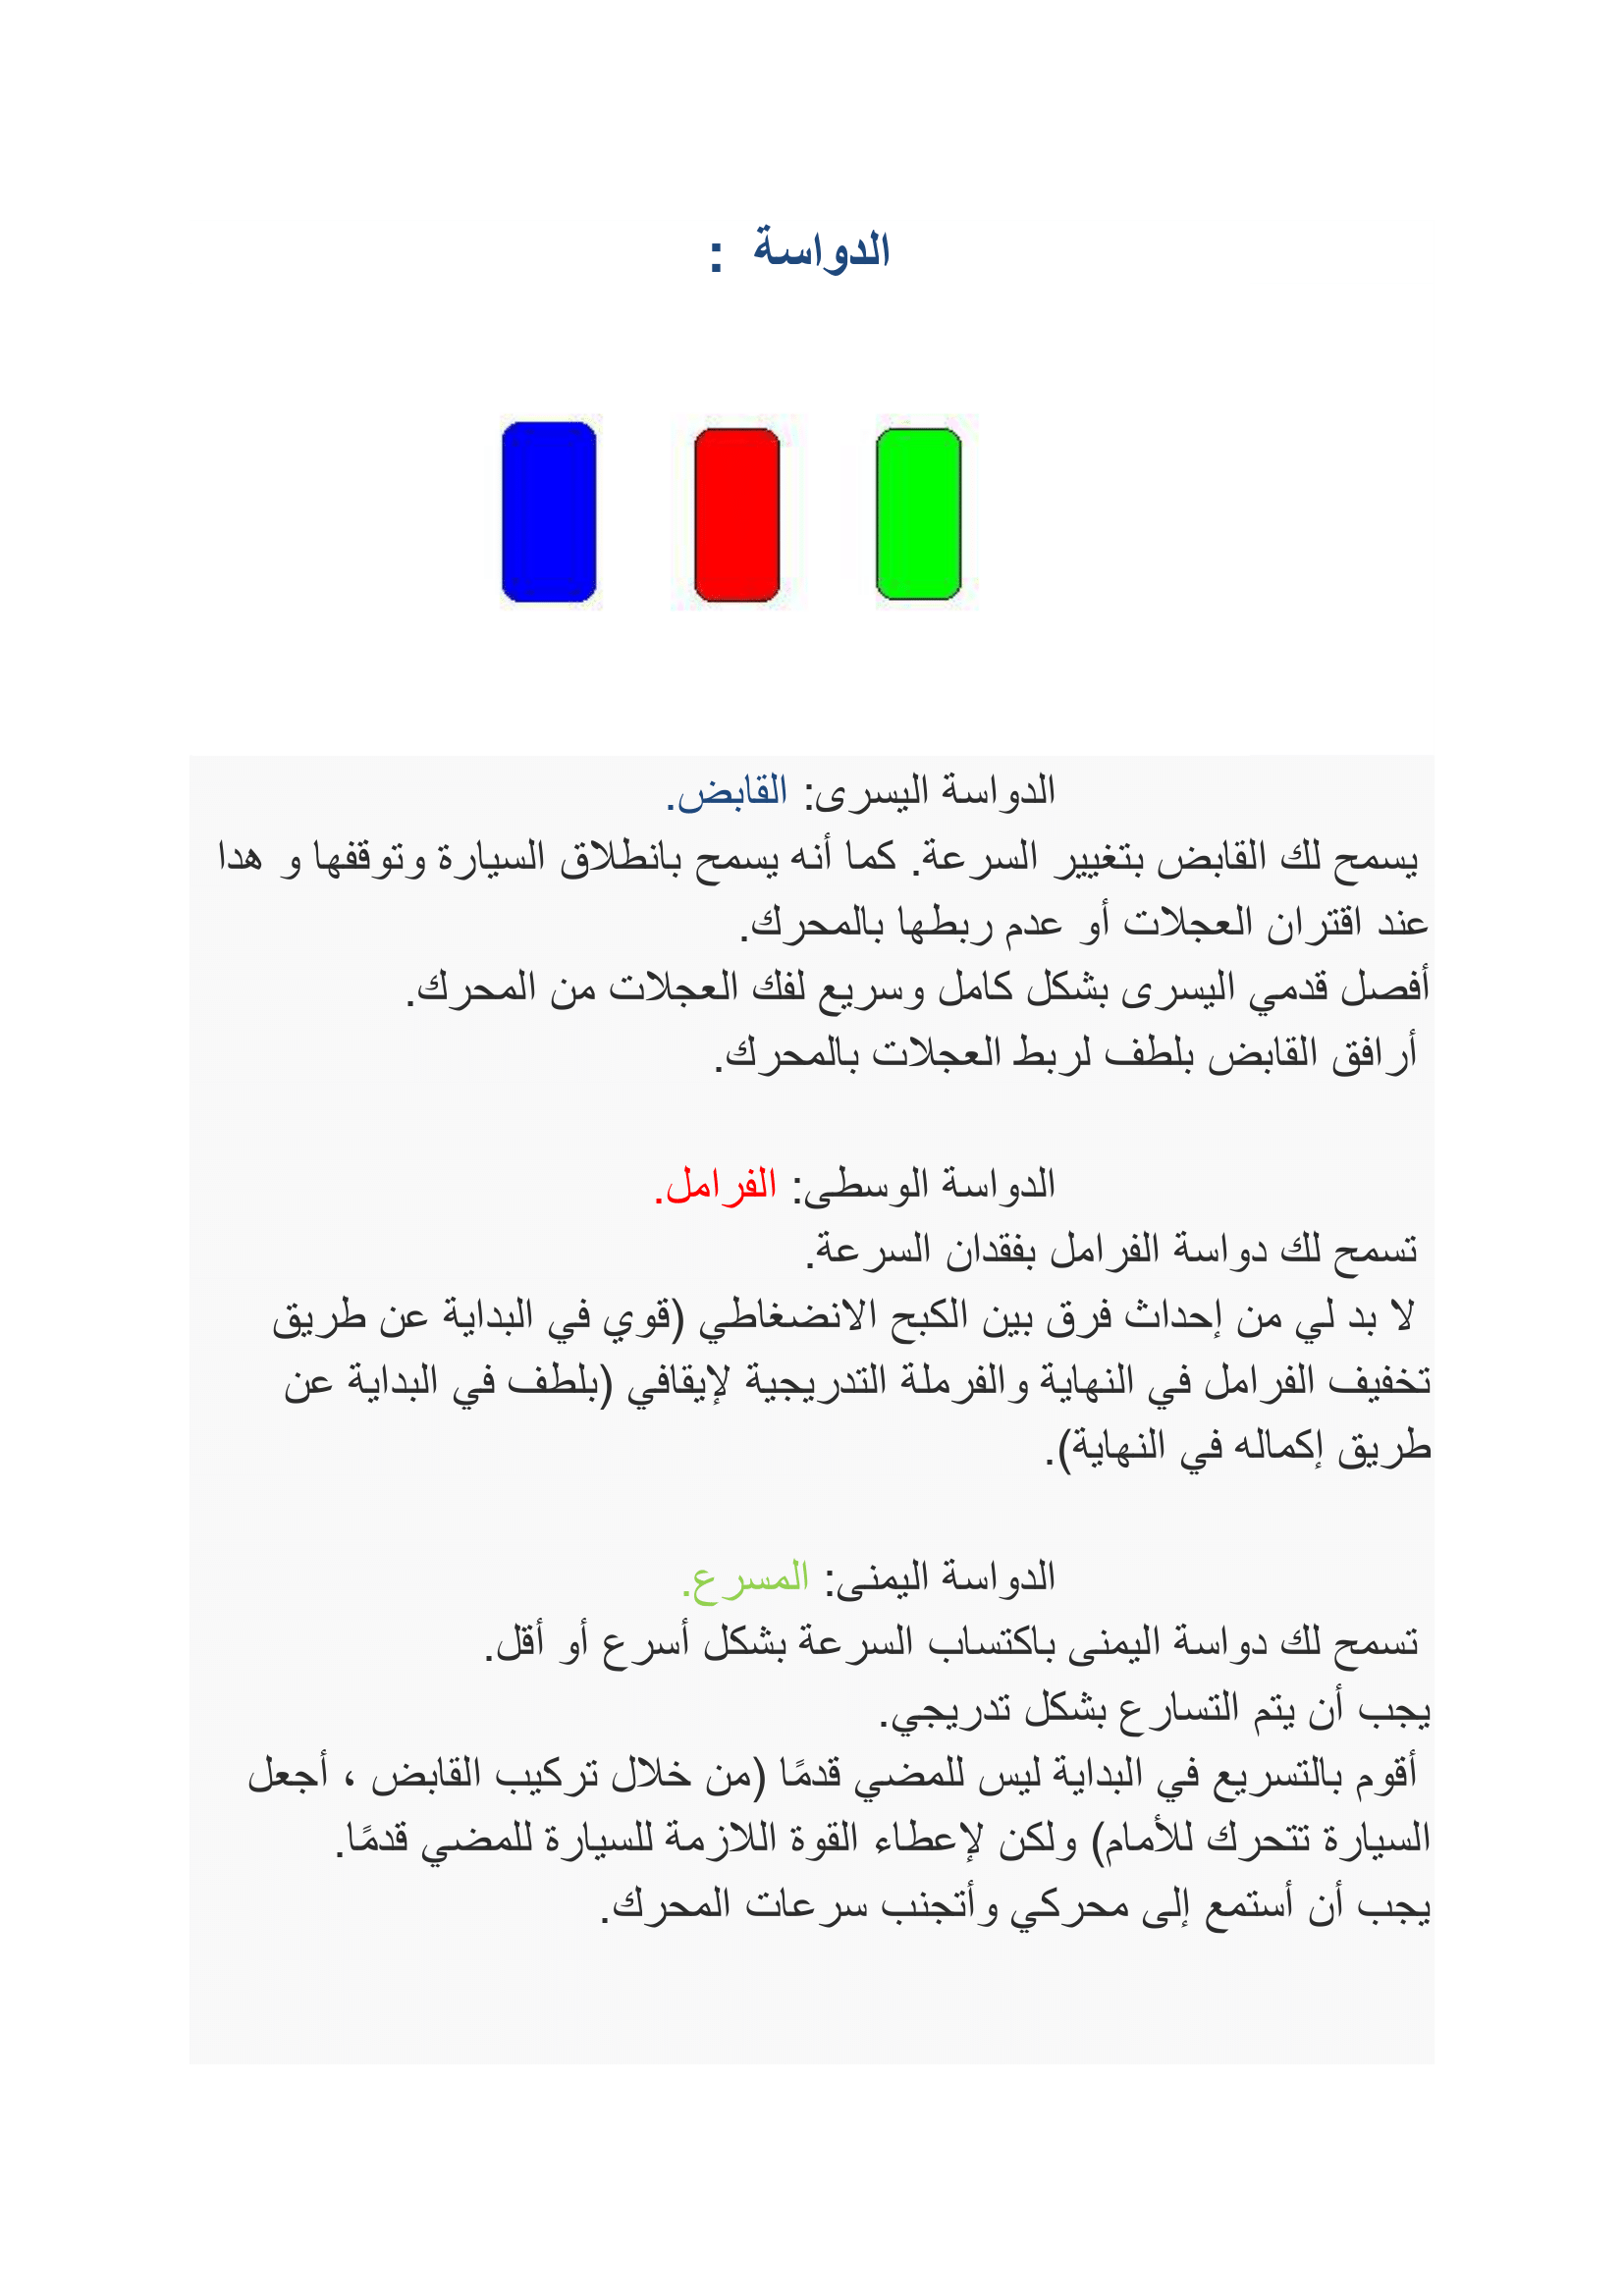 الدواسة :
الدواسة اليسرى: القابض.
يسمح لك القابض بتغيير السرعة. كما أنه يسمح بانطلاق السيارة وتوقفها و هدا
عند اقتران العجلات أو عدم ربطها بالمحرك.
أفصل قدمي اليسرى بشكل كامل وسريع لفك العجلات من المحرك.
أرافق القابض بلطف لربط العجلات بالمحرك.
الدواسة الوسطى: الفرامل.
تسمح لك دواسة الفرامل بفقدان السرعة.
لا بد لي من إحداث فرق بين الكبح الانضغاطي (قوي في البداية عن طريق
تخفيف الفرامل في النهاية والفرملة التدريجية لإيقافي (بلطف في البداية عن
طريق إكماله في النهاية).
الدواسة اليمنى: المسرع.
تسمح لك دواسة اليمنى باكتساب السرعة بشكل أسرع أو أقل.
يجب أن يتم التسارع بشكل تدريجي.
أقوم بالتسريع في البداية ليس للمضي قدمًا (من خلال تركيب القابض ، أجعل
السيارة تتحرك للأمام) ولكن لإعطاء القوة اللازمة للسيارة للمضي قدمًا.
يجب أن أستمع إلى محركي وأتجنب سرعات المحرك.